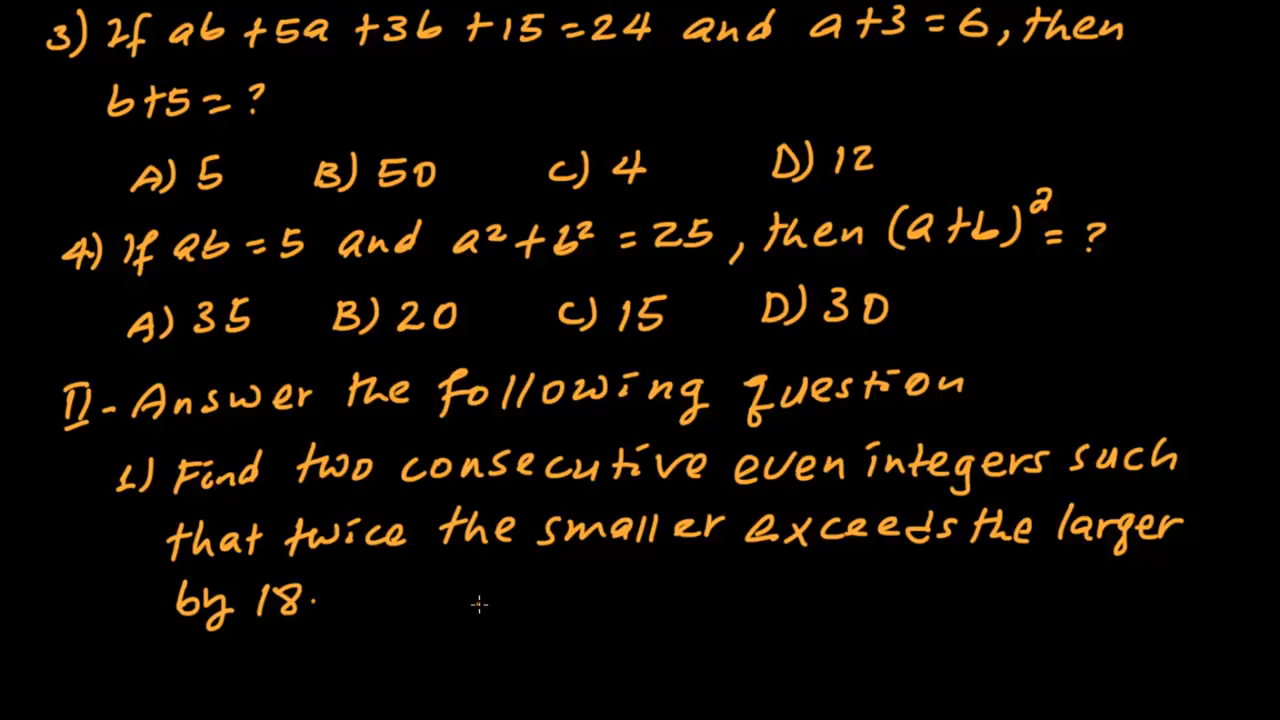 3) If ab + 5a + 3b + 15 = 24 and a + 3 = 6, then
b + 5 = ?
A) 5 B) 50 C) 4 D) 12
4) If ab = 5 and a² + b² = 25, then (a + b)² = ?
A) 35 B) 20 C) 15 D) 30
II - Answer the following question
1) Find two consecutive even integers such
that twice the smaller exceeds the larger
by 18.